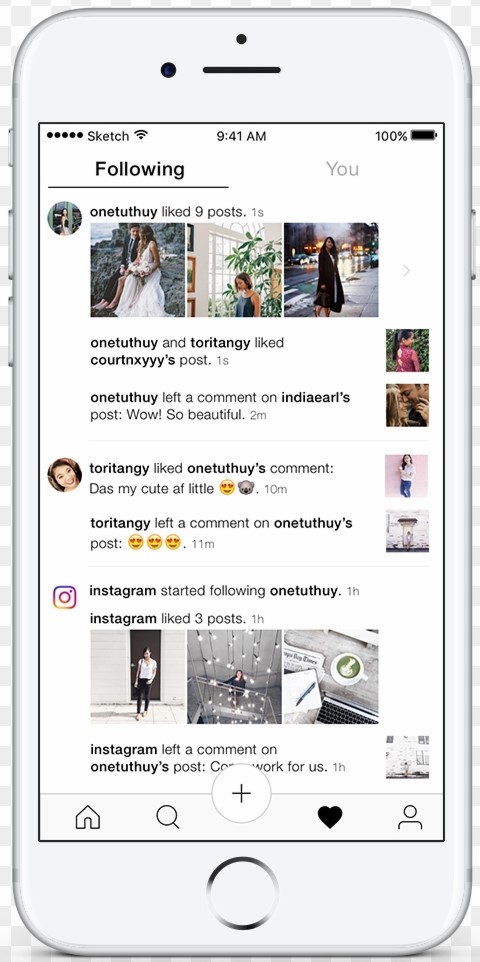 Sketch 9:41 AM 100%
Following You
onetuthuy liked 9 posts. 1s
onetuthuy and toritangy liked
courtnxyyy’s post. 1s
onetuthuy left a comment on indiaearl’s
post: Wow! So beautiful. 2m
toritangy liked onetuthuy’s comment:
Das my cute af little 😍🐨. 10m
toritangy left a comment on onetuthuy’s
post: 😍😍😍. 11m
instagram started following onetuthuy. 1h
instagram liked 3 posts. 1h
Bay Times
instagram left a comment on
onetuthuy’s post: work for us. 1h